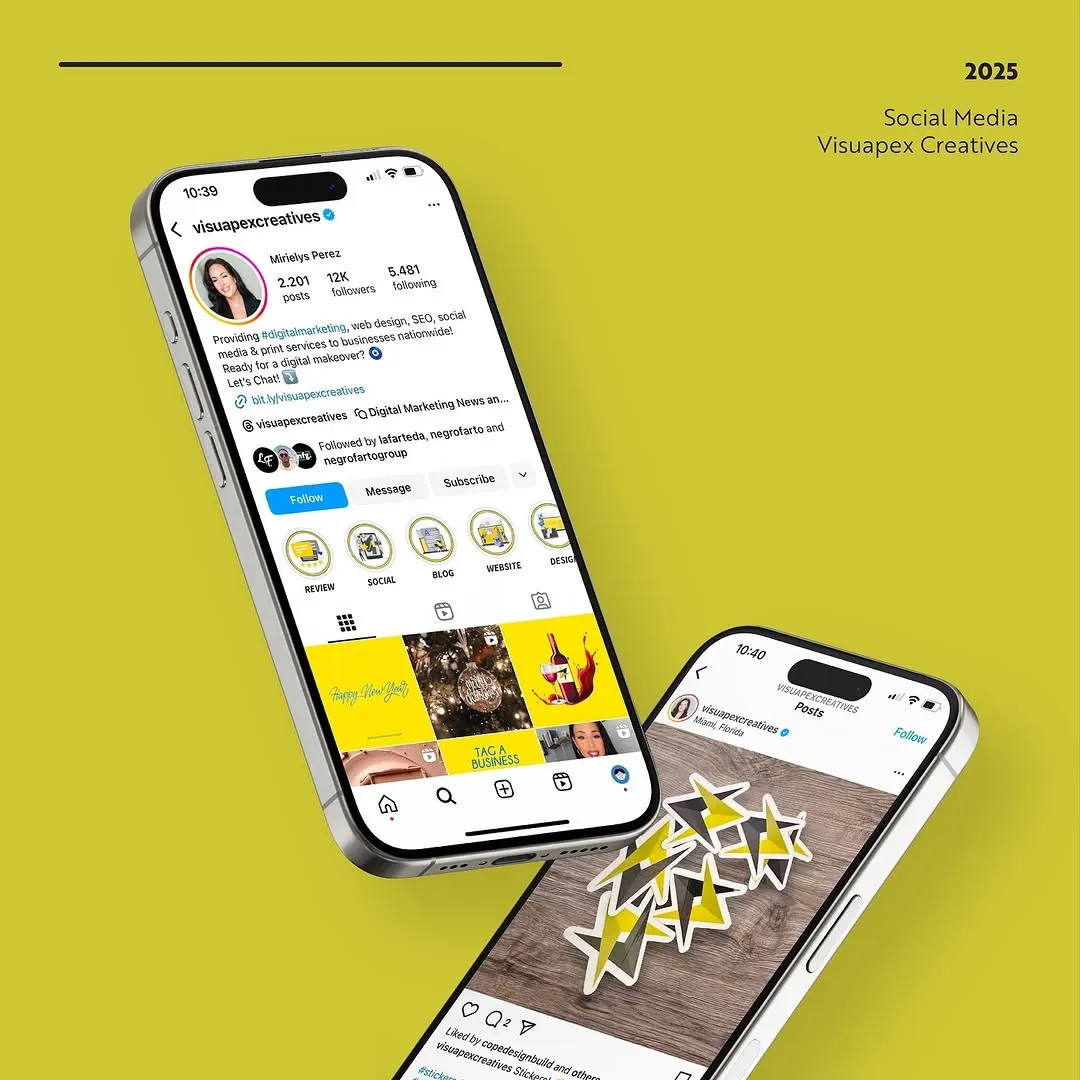 2025
Social Media
Visuapex Creatives
10:39
visuapexcreatives
Mirielys Perez
2.201 12K 5.481
posts followers following
Providing #digitalmarketing, web design, SEO, social
media & print services to businesses nationwide!
Ready for a digital makeover?
Let's Chat!
bit.ly/visuapexcreatives
visuapexcreatives Digital Marketing News an...
Followed by lafarteda, negrofarto and
negrofartogroup
Follow Message Subscribe
REVIEW SOCIAL BLOG WEBSITE DESIGN
Happy New Year!
TAG A
BUSINESS
10:40
VISUAPEXCREATIVES
Posts
visuapexcreatives
Miami, Florida
Follow
2
Liked by copedesignbuild and others
visuapexcreatives Stickers!